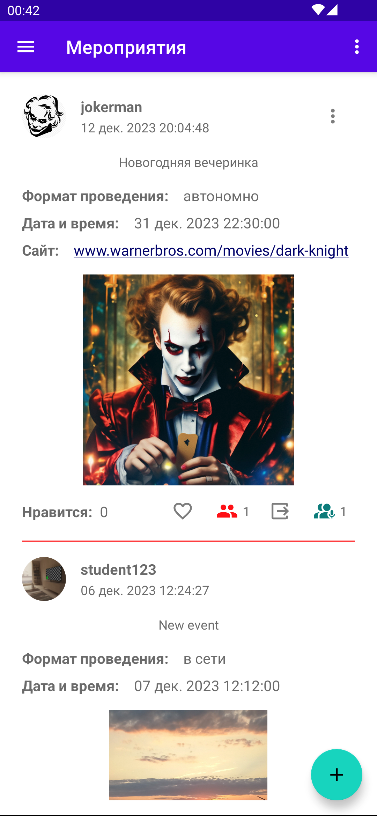 00:42
Мероприятия
jokerman
12 дек. 2023 20:04:48
Новогодняя вечеринка
Формат проведения: автономно
Дата и время: 31 дек. 2023 22:30:00
Сайт: www.warnerbros.com/movies/dark-knight
Нравится: 0 1 1
student123
06 дек. 2023 12:24:27
New event
Формат проведения: в сети
Дата и время: 07 дек. 2023 12:12:00